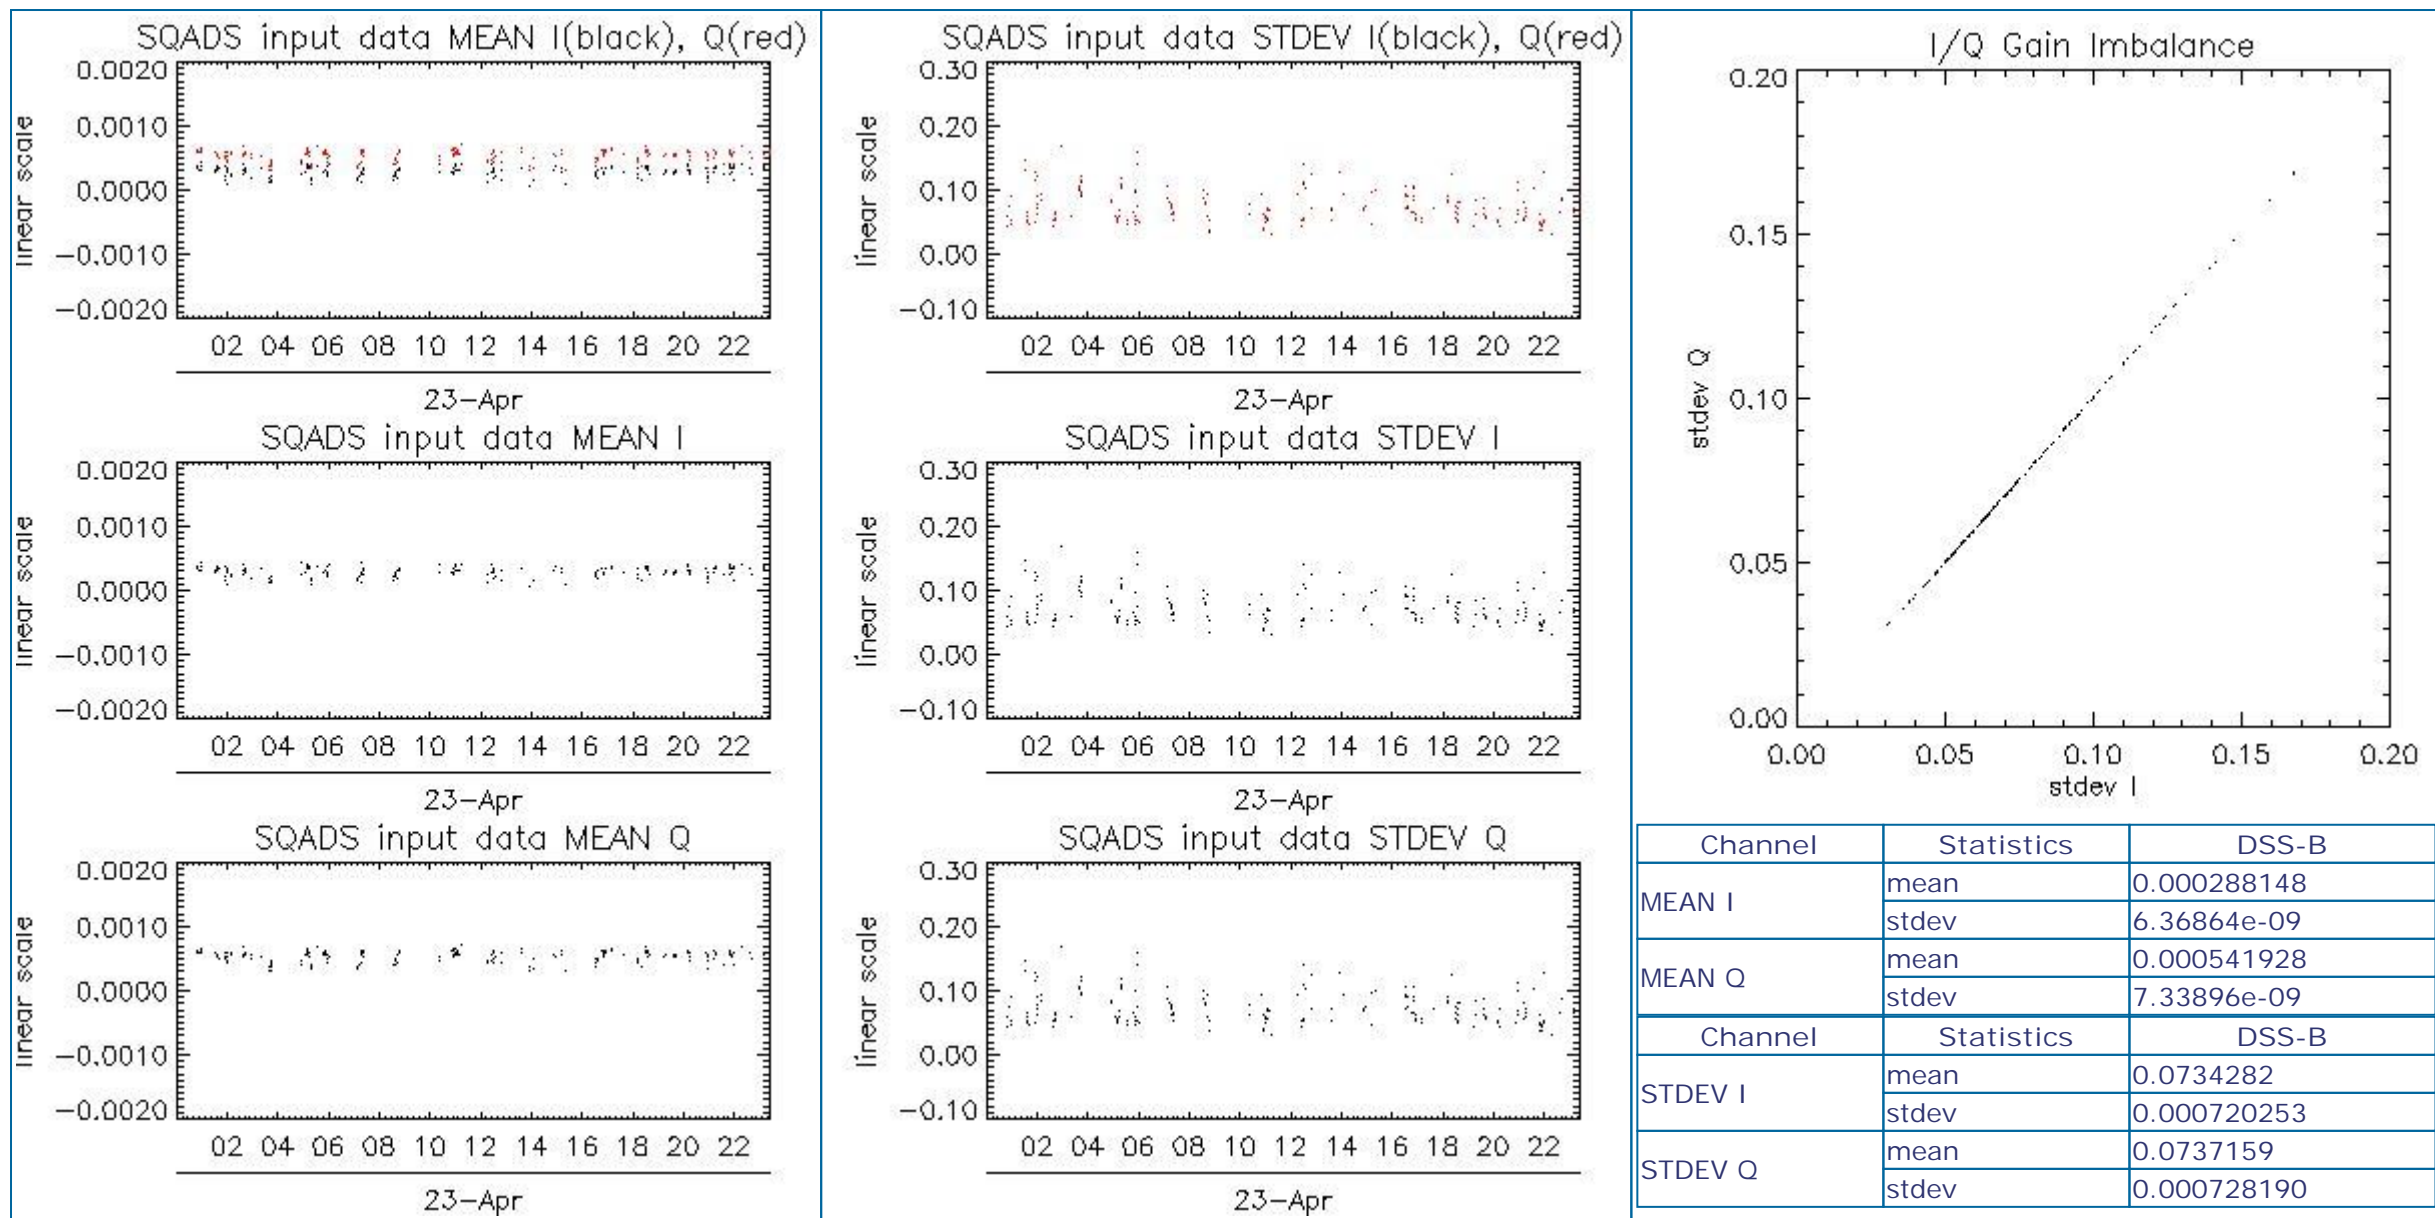 SQADS input data MEAN I(black), Q(red)
0.0020
0.0010
0.0000
-0.0010
-0.0020
linear scale
02 04 06 08 10 12 14 16 18 20 22
23-Apr
SQADS input data MEAN I
0.0020
0.0010
0.0000
-0.0010
-0.0020
linear scale
02 04 06 08 10 12 14 16 18 20 22
23-Apr
SQADS input data MEAN Q
0.0020
0.0010
0.0000
-0.0010
-0.0020
linear scale
02 04 06 08 10 12 14 16 18 20 22
23-Apr
SQADS input data STDEV I(black), Q(red)
0.30
0.20
0.10
0.00
-0.10
linear scale
02 04 06 08 10 12 14 16 18 20 22
23-Apr
SQADS input data STDEV I
0.30
0.20
0.10
0.00
-0.10
linear scale
02 04 06 08 10 12 14 16 18 20 22
23-Apr
SQADS input data STDEV Q
0.30
0.20
0.10
0.00
-0.10
linear scale
02 04 06 08 10 12 14 16 18 20 22
23-Apr
I/Q Gain Imbalance
0.20
0.15
0.10
0.05
0.00
stdev Q
0.00 0.05 0.10 0.15 0.20
stdev I
Channel Statistics DSS-B
MEAN I mean 0.000288148
stdev 6.36864e-09
MEAN Q mean 0.000541928
stdev 7.33896e-09
Channel Statistics DSS-B
STDEV I mean 0.0734282
stdev 0.000720253
STDEV Q mean 0.0737159
stdev 0.000728190